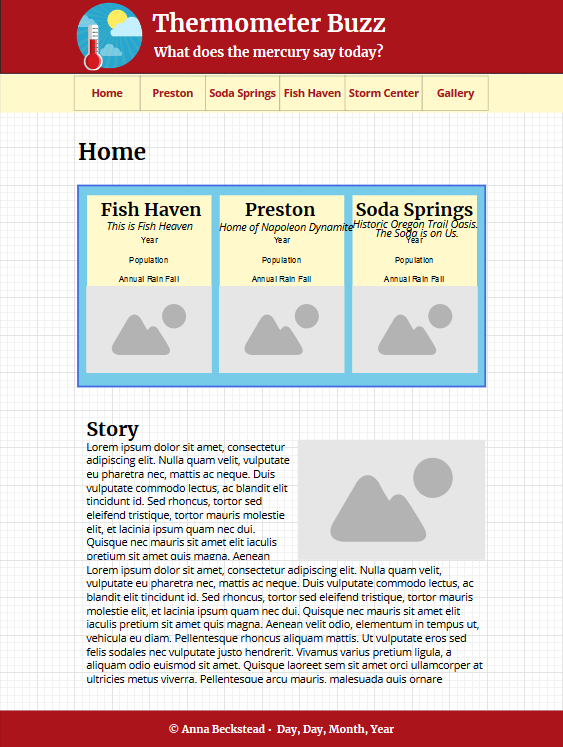 Thermometer Buzz
What does the mercury say today?
Home Preston Soda Springs Fish Haven Storm Center Gallery
Home
Fish Haven
This is Fish Haven
Year
Population
Annual Rain Fall
Preston
Home of Napoleon Dynamite
Year
Population
Annual Rain Fall
Soda Springs
Historic Oregon Trail Oasis.
The Soda is on Us.
Year
Population
Annual Rain Fall
Story
Lorem ipsum dolor sit amet, consectetur
adipiscing elit. Nulla quam velit, vulputate
eu pharetra nec, mattis ac neque. Duis
vulputate commodo lectus, ac blandit elit
tincidunt id. Sed rhoncus, tortor sed
eleifend tristique, tortor mauris molestie
elit, et lacinia ipsum quam nec dui.
Quisque nec mauris sit amet elit iaculis
pretium sit amet quis magna. Aenean
Lorem ipsum dolor sit amet, consectetur adipiscing elit. Nulla quam velit,
vulputate eu pharetra nec, mattis ac neque. Duis vulputate commodo lectus, ac
blandit elit tincidunt id. Sed rhoncus, tortor sed eleifend tristique, tortor mauris
molestie elit, et lacinia ipsum quam nec dui. Quisque nec mauris sit amet elit
iaculis pretium sit amet quis magna. Aenean velit odio, elementum in tempus ut,
vehicula eu diam. Pellentesque rhoncus aliquam mattis. Ut vulputate eros sed
felis sodales nec vulputate justo hendrerit. Vivamus varius pretium ligula, a
aliquam odio euismod sit amet. Quisque laoreet sem sit amet orci ullamcorper at
ultricies metus viverra. Pellentesque arcu mauris, malesuada quis ornare
© Anna Beckstead - Day, Day, Month, Year